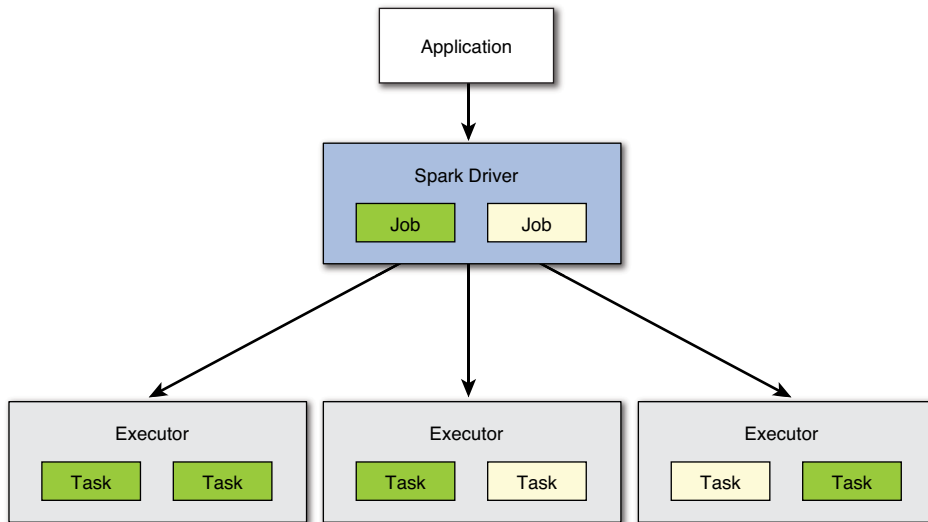 Application
Spark Driver
Job
Job
Executor
Task
Task
Executor
Task
Task
Executor
Task
Task